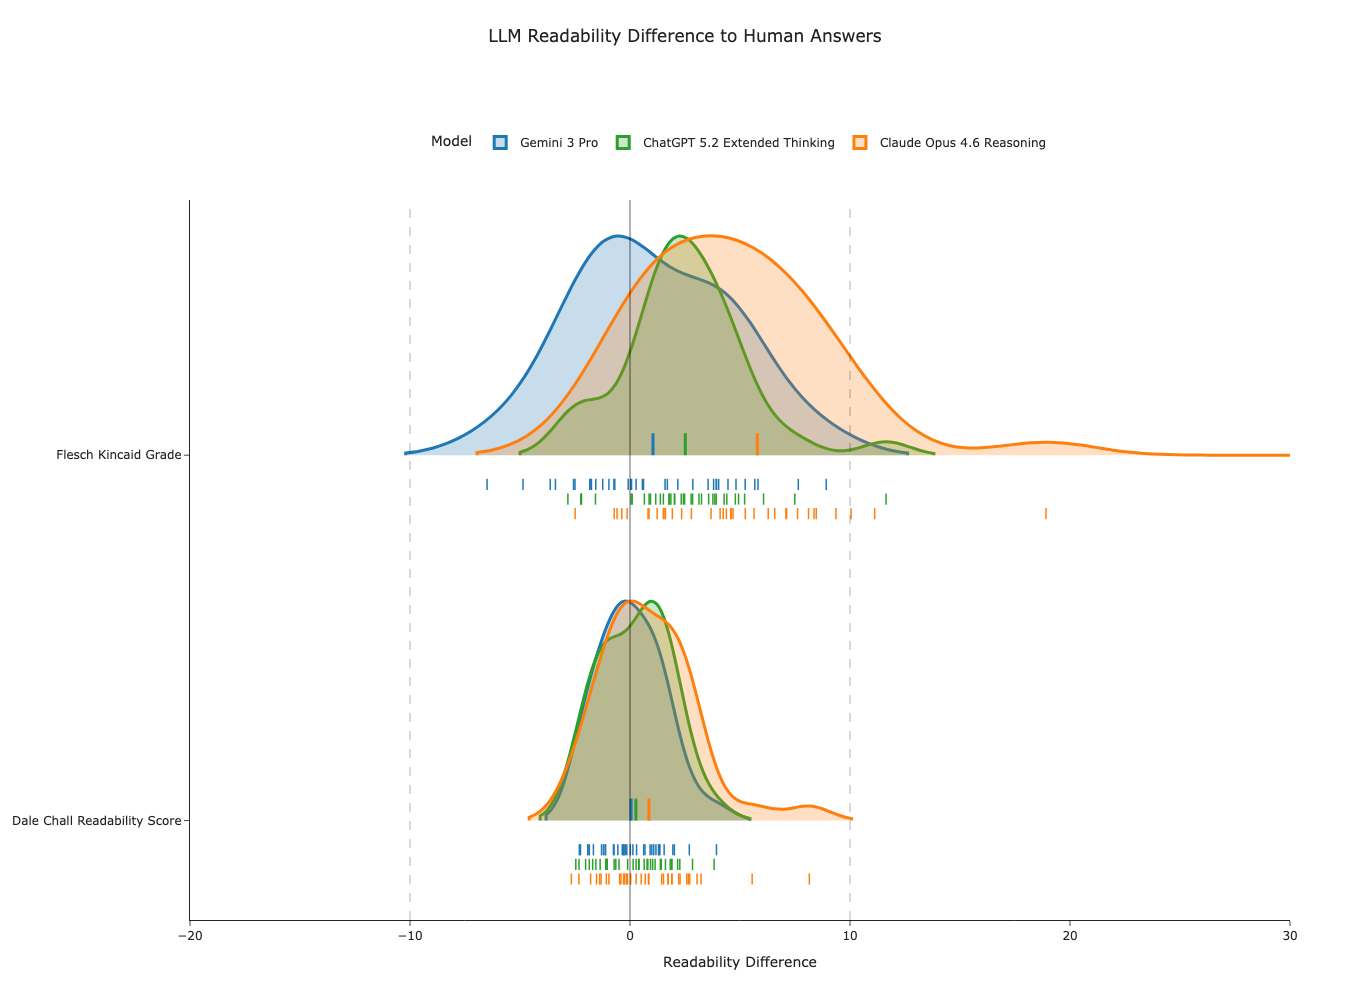 LLM Readability Difference to Human Answers
Model Gemini 3 Pro ChatGPT 5.2 Extended Thinking Claude Opus 4.6 Reasoning
Flesch Kincaid Grade
Dale Chall Readability Score
−20 −10 0 10 20 30
Readability Difference